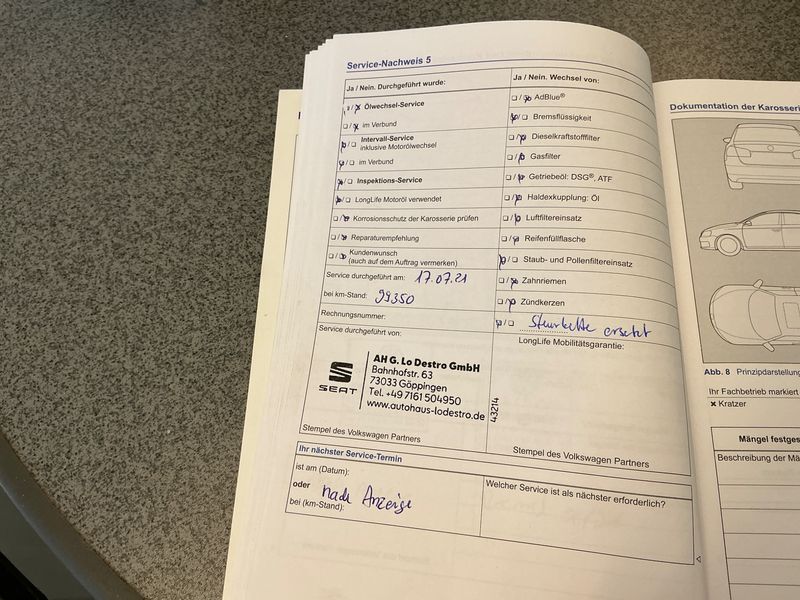 Service-Nachweis 5
Ja / Nein. Durchgeführt wurde:
Ölwechsel-Service
im Verbund
Intervall-Service
inklusive Motorölwechsel
im Verbund
Inspektions-Service
LongLife Motoröl verwendet
Korrosionsschutz der Karosserie prüfen
Reparaturempfehlung
Kundenwunsch
(auch auf dem Auftrag vermerken)
Service durchgeführt am: 17.07.21
bei km-Stand: 99350
Rechnungsnummer:
Service durchgeführt von:
SEAT
AH G. Lo Destro GmbH
Bahnhofstr. 63
73033 Göppingen
Tel. +49 7161 504950
www.autohaus-lodestro.de
43214
Stempel des Volkswagen Partners
Ja / Nein. Wechsel von:
AdBlue®
Bremsflüssigkeit
Dieselkraftstofffilter
Gasfilter
Getriebeöl: DSG®, ATF
Haldexkupplung: Öl
Luftfiltereinsatz
Reifenfüllflasche
Staub- und Pollenfiltereinsatz
Zahnriemen
Zündkerzen
Steuerkette ersetzt
LongLife Mobilitätsgarantie:
Stempel des Volkswagen Partners
Ihr nächster Service-Termin
ist am (Datum):
oder nach Anzeige
bei (km-Stand):
Welcher Service ist als nächster erforderlich?
Dokumentation der Karosserie
Abb. 8 Prinzipdarstellung
Ihr Fachbetrieb markiert
x Kratzer
Mängel festges
Beschreibung der Mä